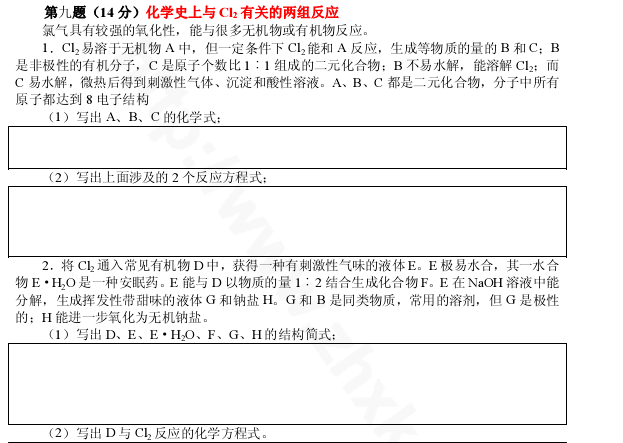 第九题（14 分）化学史上与 Cl₂ 有关的两组反应
氯气具有较强的氧化性，能与很多无机物或有机物反应。
1．Cl₂ 易溶于无机物 A 中，但一定条件下 Cl₂ 能和 A 反应，生成等物质的量的 B 和 C；B
是非极性的有机分子，C 是原子个数比 1∶1 组成的二元化合物；B 不易水解，能溶解 Cl₂；而
C 易水解，微热后得到刺激性气体、沉淀和酸性溶液。A、B、C 都是二元化合物，分子中所有
原子都达到 8 电子结构
（1）写出 A、B、C 的化学式；
（2）写出上面涉及的 2 个反应方程式；
2．将 Cl₂ 通入常见有机物 D 中，获得一种有刺激性气味的液体 E。E 极易水合，其一水合
物 E·H₂O 是一种安眠药。E 能与 D 以物质的量 1∶2 结合生成化合物 F。E 在 NaOH 溶液中能
分解，生成挥发性带甜味的液体 G 和钠盐 H。G 和 B 是同类物质，常用的溶剂，但 G 是极性
的；H 能进一步氧化为无机钠盐。
（1）写出 D、E、E·H₂O、F、G、H 的结构简式；
（2）写出 D 与 Cl₂ 反应的化学方程式。